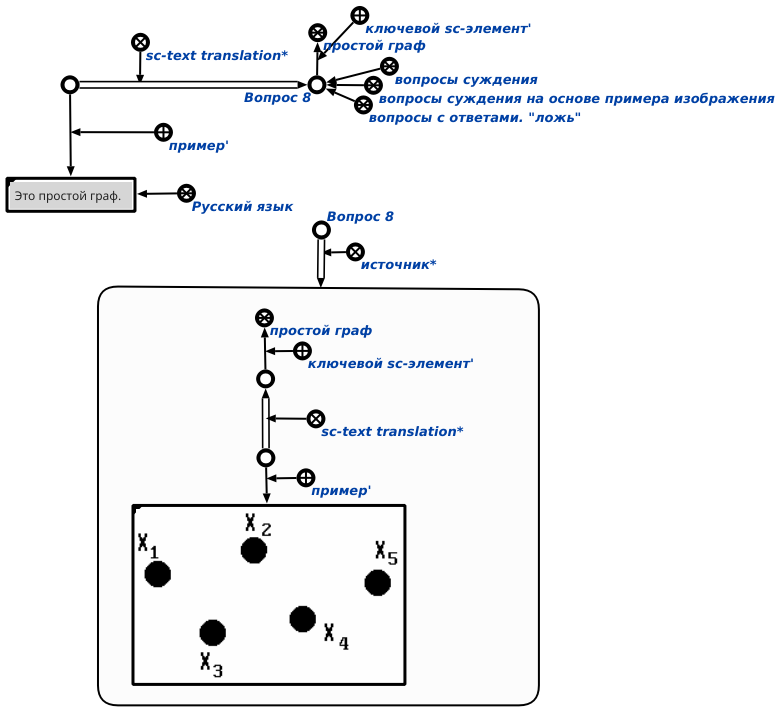 ключевой sc-элемент'
простой граф
sc-text translation*
вопросы суждения
Вопрос 8
вопросы суждения на основе примера изображения
вопросы с ответами. "ложь"
пример'
Это простой граф.
Русский язык
Вопрос 8
источник*
простой граф
ключевой sc-элемент'
sc-text translation*
пример'
X2
X1
X5
X4
X3